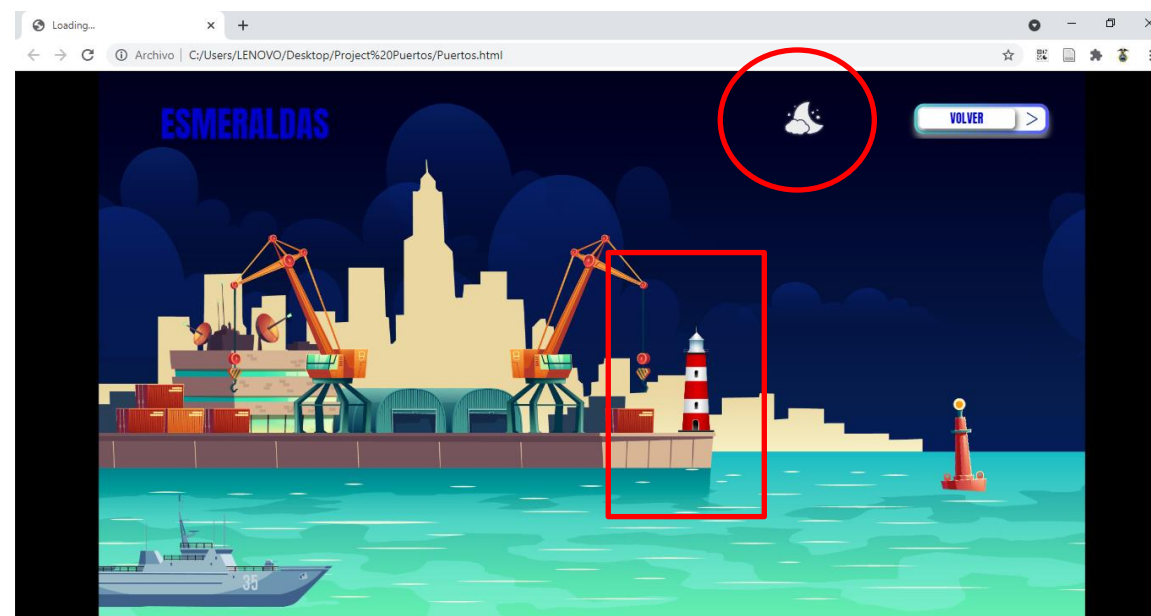 Loading...
Archivo | C:/Users/LENOVO/Desktop/Project%20Puertos/Puertos.html
ESMERALDAS
VOLVER
35